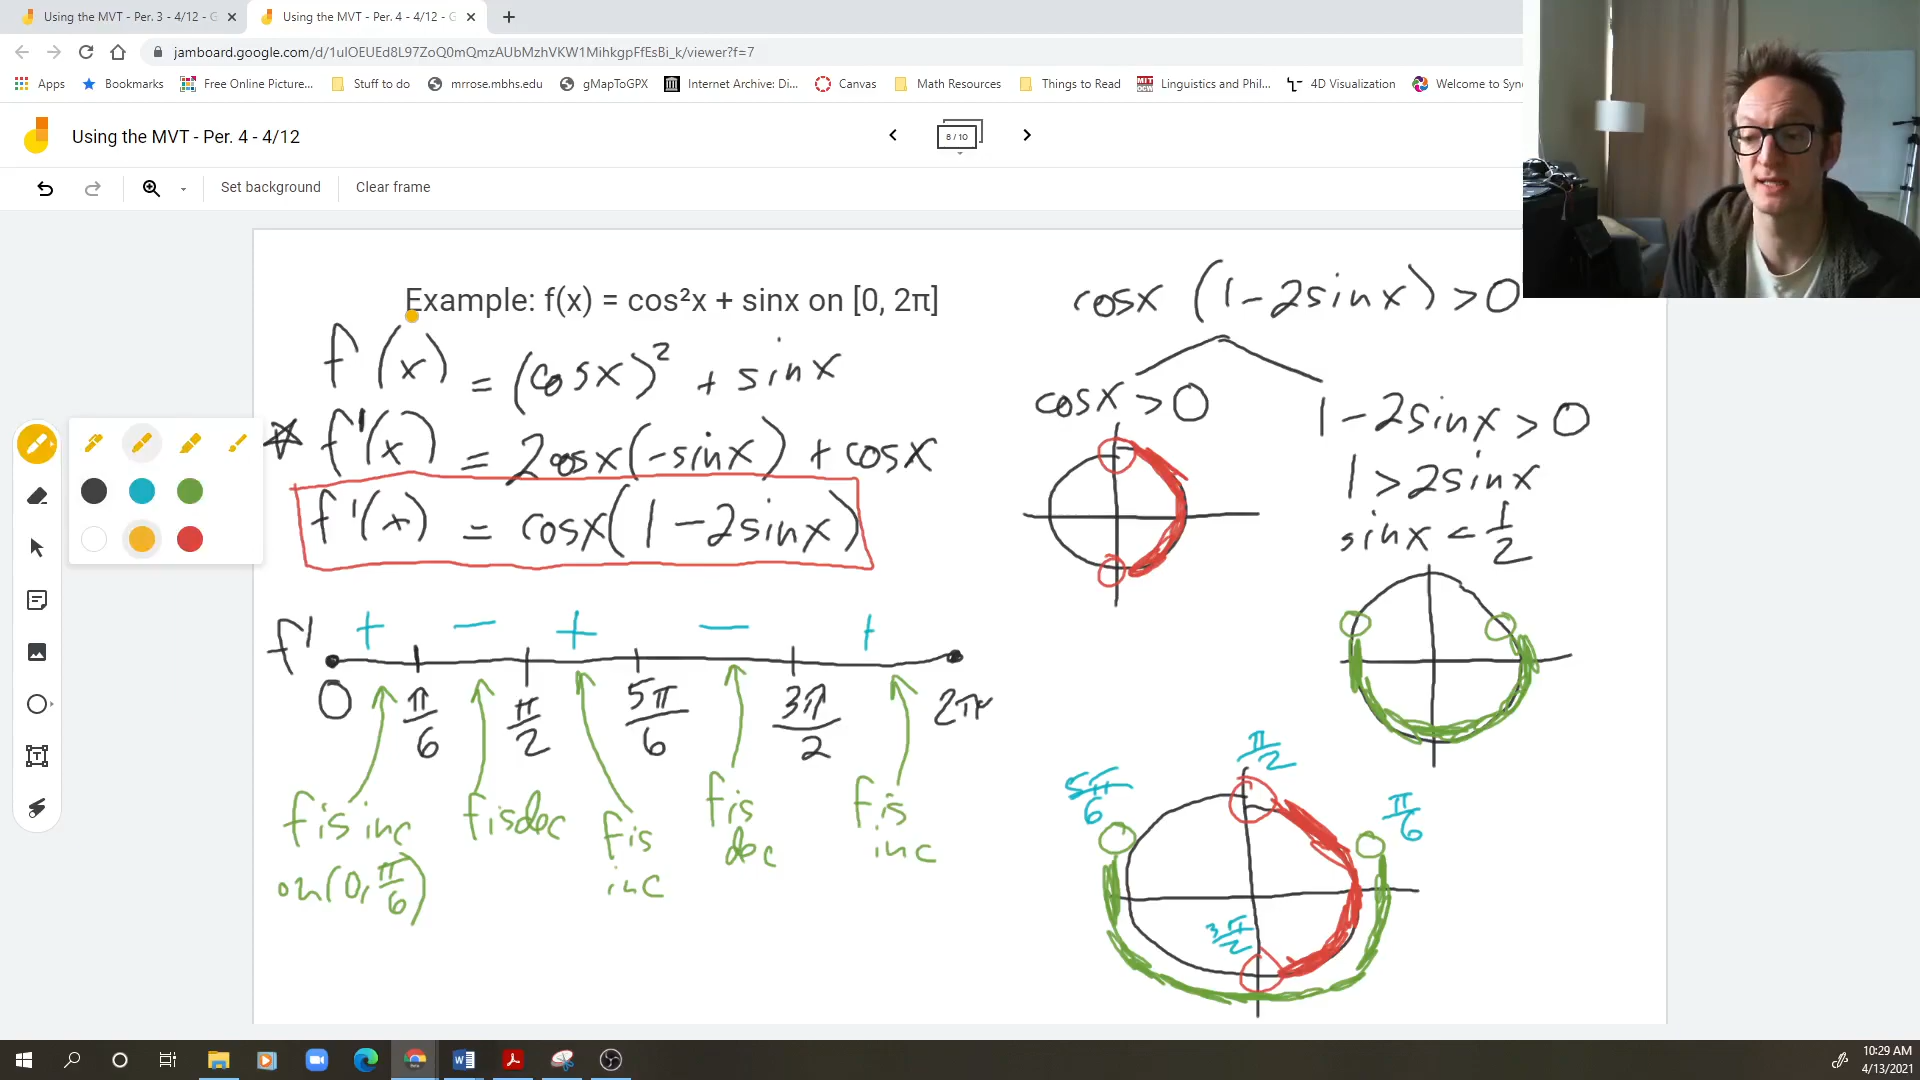 Using the MVT - Per. 3 - 4/12 - G
Using the MVT - Per. 4 - 4/12 - G
jamboard.google.com/d/1ulOEUEd8L97ZoQ0mQmzAUbMzhVKW1MihkgpFfEsBi_k/viewer?f=7
Apps Bookmarks Free Online Picture... Stuff to do mrrose.mbhs.edu gMapToGPX Internet Archive: Di... Canvas Math Resources Things to Read Linguistics and Phil... 4D Visualization Welcome to Syn
Using the MVT - Per. 4 - 4/12
8 / 10
Set background Clear frame
Example: f(x) = cos²x + sinx on [0, 2π]
f(x) = (cosx)² + sinx
f'(x) = 2cosx(-sinx) + cosx
f'(x) = cosx(1-2sinx)
f' + - + - +
0 π/6 π/2 5π/6 3π/2 2π
f is inc
on (0, π/6)
f is dec
f is
inc
f is
dec
f is
inc
cosx (1-2sinx) >0
cosx >0
1-2sinx > 0
1 > 2sinx
sinx < 1/2
π/2
5π/6
π/6
3π/2
10:29 AM
4/13/2021